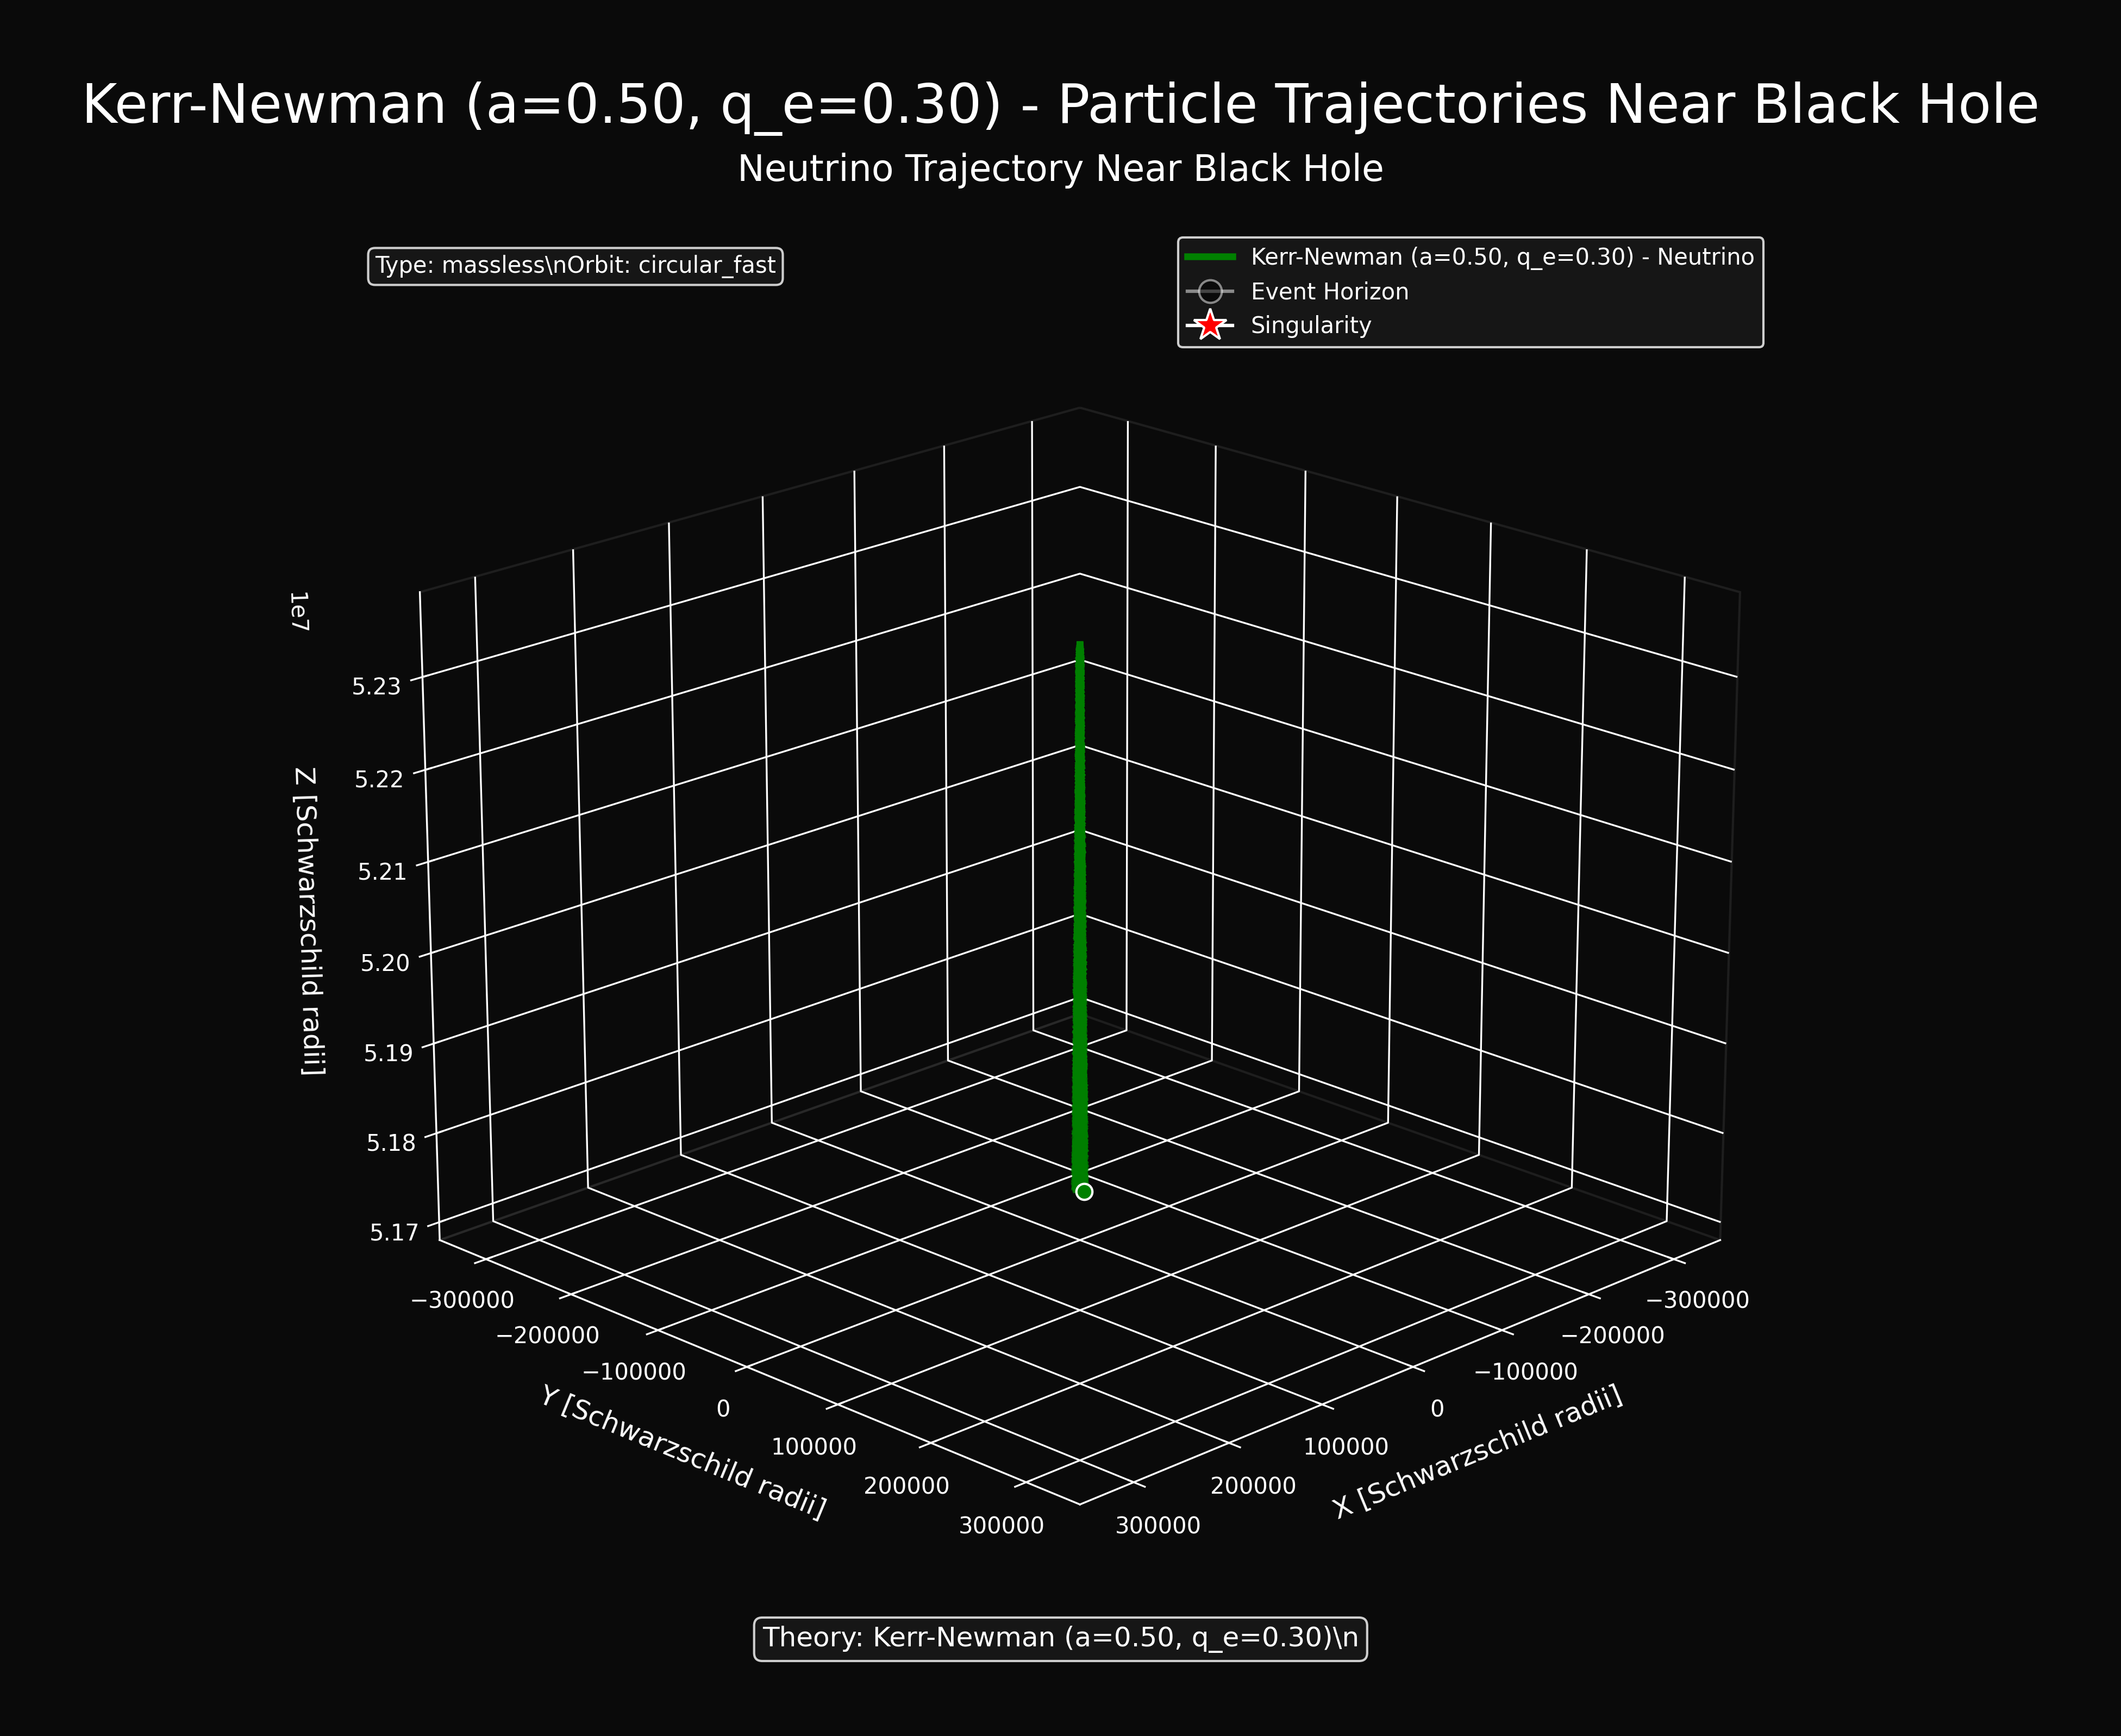 Kerr-Newman (a=0.50, q_e=0.30) - Particle Trajectories Near Black Hole
Neutrino Trajectory Near Black Hole
Type: massless\nOrbit: circular_fast
Kerr-Newman (a=0.50, q_e=0.30) - Neutrino
Event Horizon
Singularity
1e7
5.23
5.22
5.21
5.20
5.19
5.18
5.17
Z [Schwarzschild radii]
−300000
−200000
−100000
0
100000
200000
300000
Y [Schwarzschild radii]
−300000
−200000
−100000
0
100000
200000
300000
X [Schwarzschild radii]
Theory: Kerr-Newman (a=0.50, q_e=0.30)\n